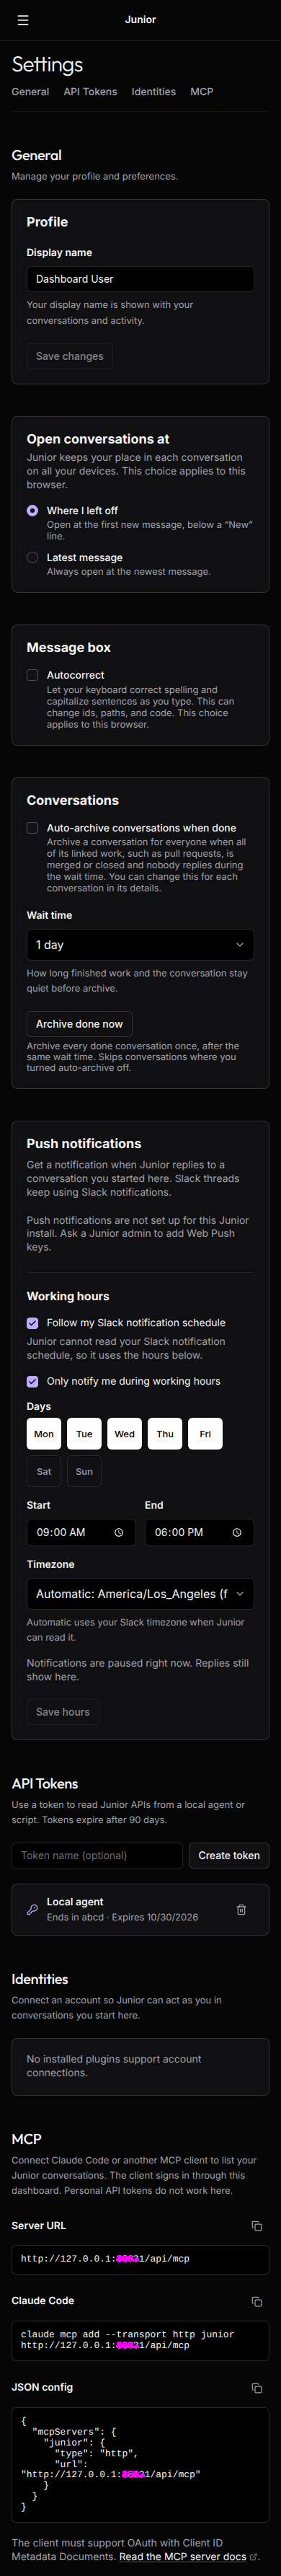 Junior
Settings
General API Tokens Identities MCP
General
Manage your profile and preferences.
Profile
Display name
Dashboard User
Your display name is shown with your
conversations and activity.
Save changes
Open conversations at
Junior keeps your place in each conversation
on all your devices. This choice applies to this
browser.
Where I left off
Open at the first new message, below a “New”
line.
Latest message
Always open at the newest message.
Message box
Autocorrect
Let your keyboard correct spelling and
capitalize sentences as you type. This can
change ids, paths, and code. This choice
applies to this browser.
Conversations
Auto-archive conversations when done
Archive a conversation for everyone when all
of its linked work, such as pull requests, is
merged or closed and nobody replies during
the wait time. You can change this for each
conversation in its details.
Wait time
1 day
How long finished work and the conversation stay
quiet before archive.
Archive done now
Archive every done conversation once, after the
same wait time. Skips conversations where you
turned auto-archive off.
Push notifications
Get a notification when Junior replies to a
conversation you started here. Slack threads
keep using Slack notifications.
Push notifications are not set up for this Junior
install. Ask a Junior admin to add Web Push
keys.
Working hours
Follow my Slack notification schedule
Junior cannot read your Slack notification
schedule, so it uses the hours below.
Only notify me during working hours
Days
Mon Tue Wed Thu Fri
Sat Sun
Start End
09:00 AM 06:00 PM
Timezone
Automatic: America/Los_Angeles (f
Automatic uses your Slack timezone when Junior
can read it.
Notifications are paused right now. Replies still
show here.
Save hours
API Tokens
Use a token to read Junior APIs from a local agent or
script. Tokens expire after 90 days.
Token name (optional) Create token
Local agent
Ends in abcd · Expires 10/30/2026
Identities
Connect an account so Junior can act as you in
conversations you start here.
No installed plugins support account
connections.
MCP
Connect Claude Code or another MCP client to list your
Junior conversations. The client signs in through this
dashboard. Personal API tokens do not work here.
Server URL
http://127.0.0.1: 1/api/mcp
Claude Code
claude mcp add --transport http junior
http://127.0.0.1: 1/api/mcp
JSON config
{
"mcpServers": {
"junior": {
"type": "http",
"url":
"http://127.0.0.1: 1/api/mcp"
}
}
}
The client must support OAuth with Client ID
Metadata Documents. Read the MCP server docs.